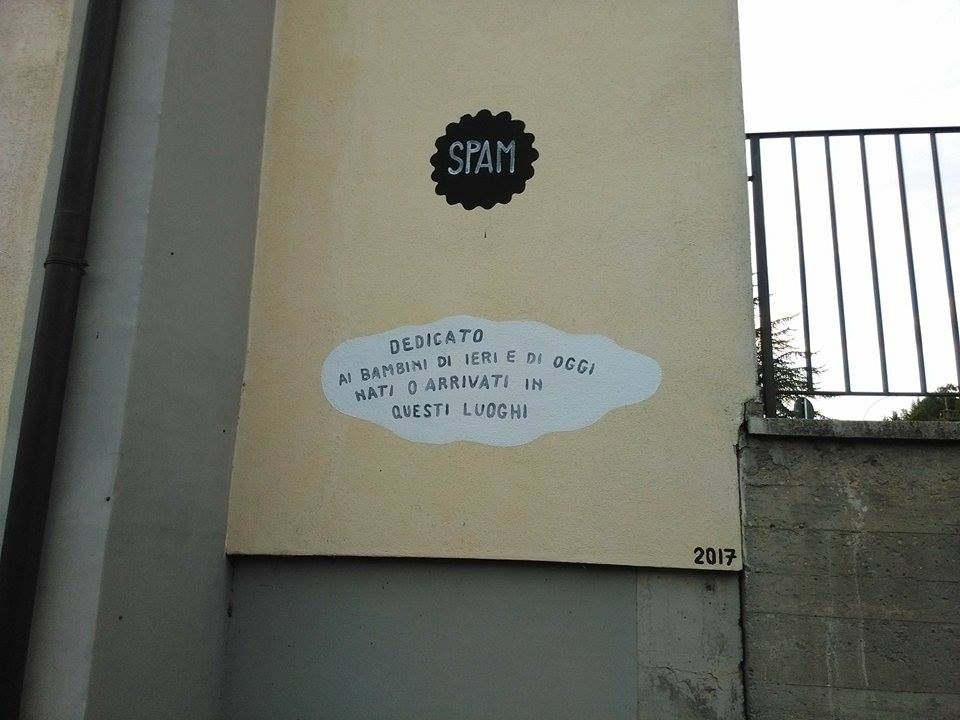 SPAM
DEDICATO
AI BAMBINI DI IERI E DI OGGI
NATI O ARRIVATI IN
QUESTI LUOGHI
2017